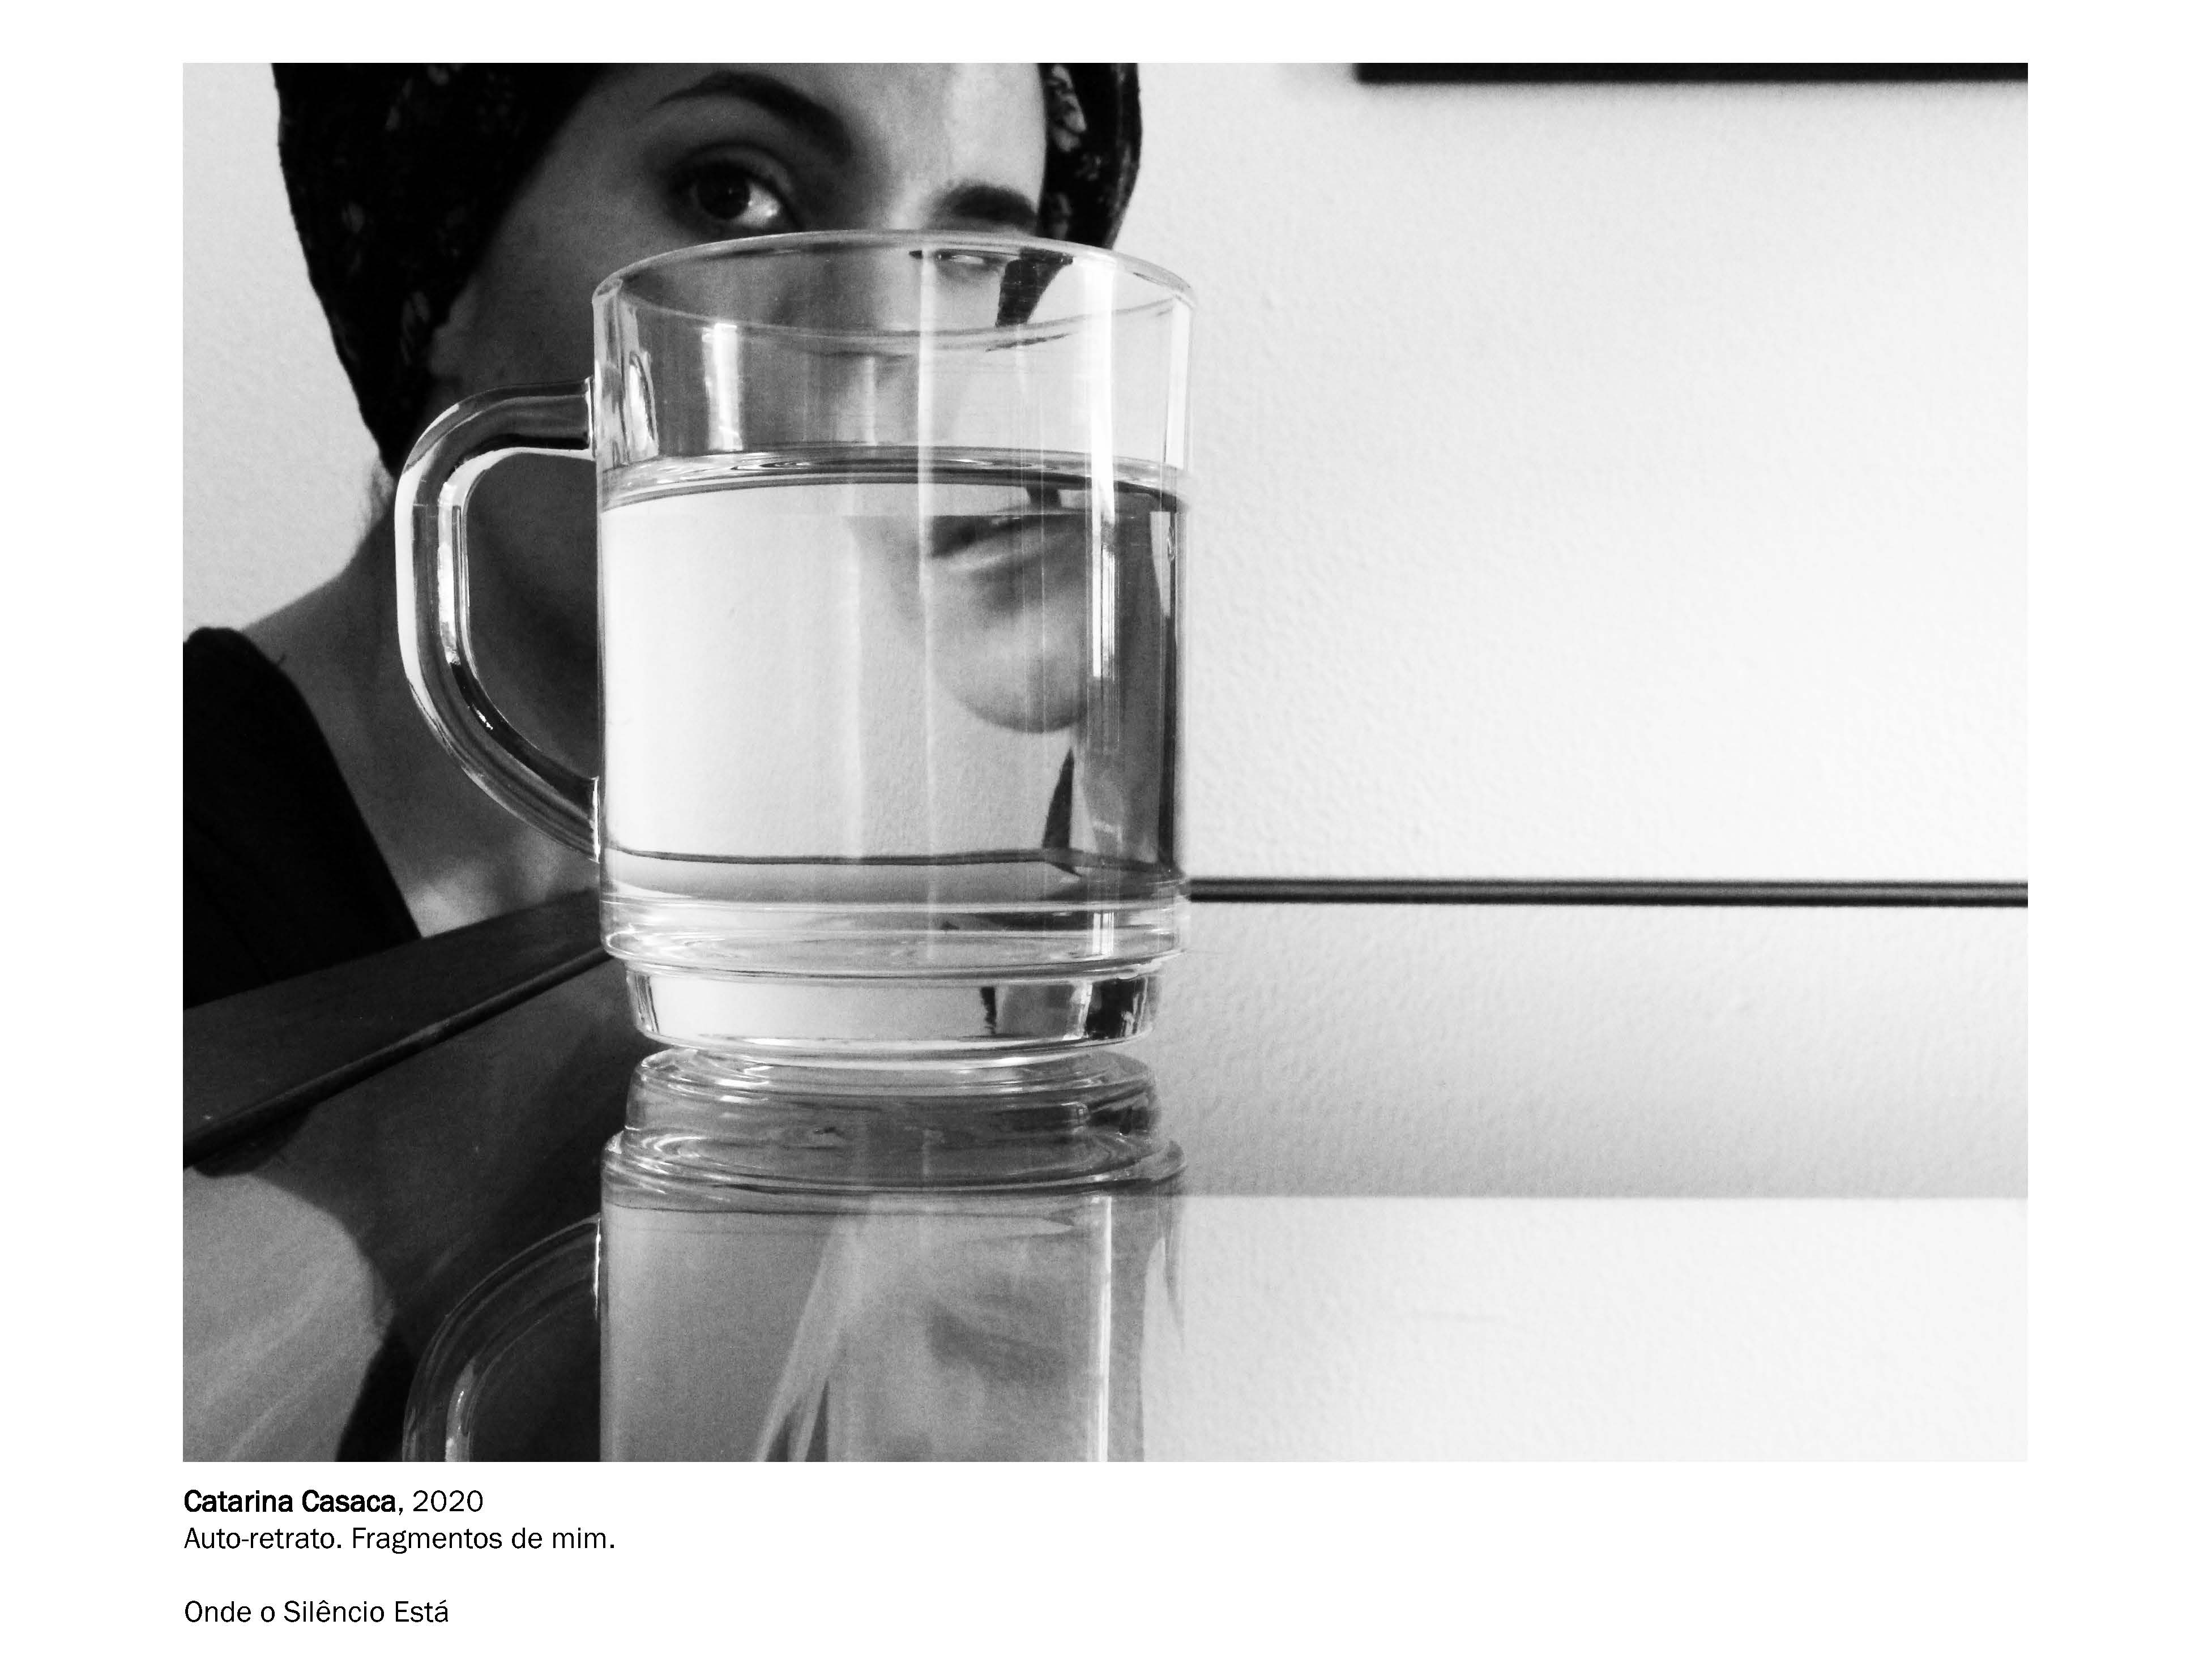 Catarina Casaca, 2020
Auto-retrato. Fragmentos de mim.
Onde o Silêncio Está